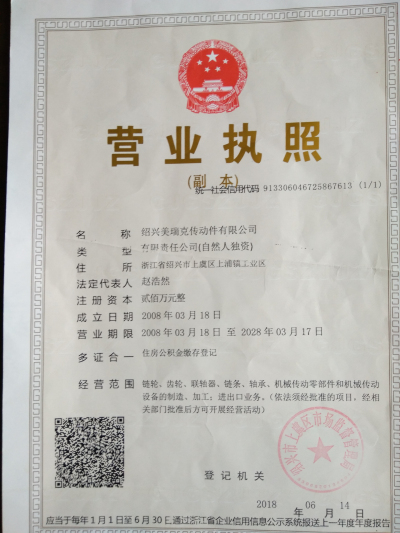 营业执照
(副 本)
统一社会信用代码 913306046725867613 (1/1)
名 称 绍兴美瑞克传动件有限公司
类 型 有限责任公司(自然人独资)
住 所 浙江省绍兴市上虞区上浦镇工业区
法定代表人 赵浩然
注册资本 贰佰万元整
成立日期 2008年03月18日
营业期限 2008年03月18日 至 2028年03月17日
多证合一 住房公积金缴存登记
经营范围 链轮、齿轮、联轴器、链条、轴承、机械传动零部件和机械传动
设备的制造、加工；进出口业务。（依法须经批准的项目，经相
关部门批准后方可开展经营活动）
绍兴市上虞区市场监督管理局
登记机关
2018 年 06 月 14 日
应当于每年1月1日至6月30日通过浙江省企业信用信息公示系统报送上一年度年度报告